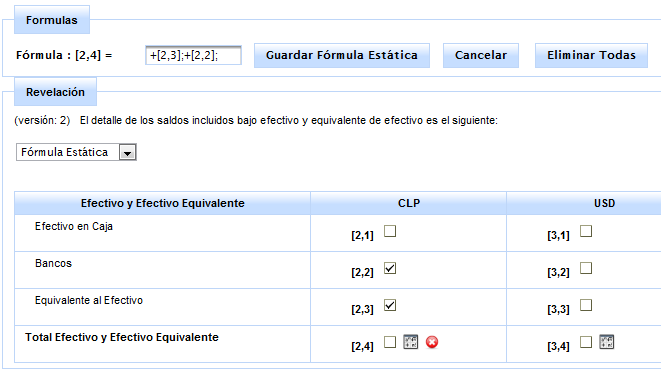 Formulas
Fórmula : [2,4] = +[2,3];+[2,2]; Guardar Fórmula Estática Cancelar Eliminar Todas
Revelación
(versión: 2) El detalle de los saldos incluidos bajo efectivo y equivalente de efectivo es el siguiente:
Fórmula Estática
Efectivo y Efectivo Equivalente CLP USD
Efectivo en Caja [2,1] [3,1]
Bancos [2,2] [3,2]
Equivalente al Efectivo [2,3] [3,3]
Total Efectivo y Efectivo Equivalente [2,4] [3,4]